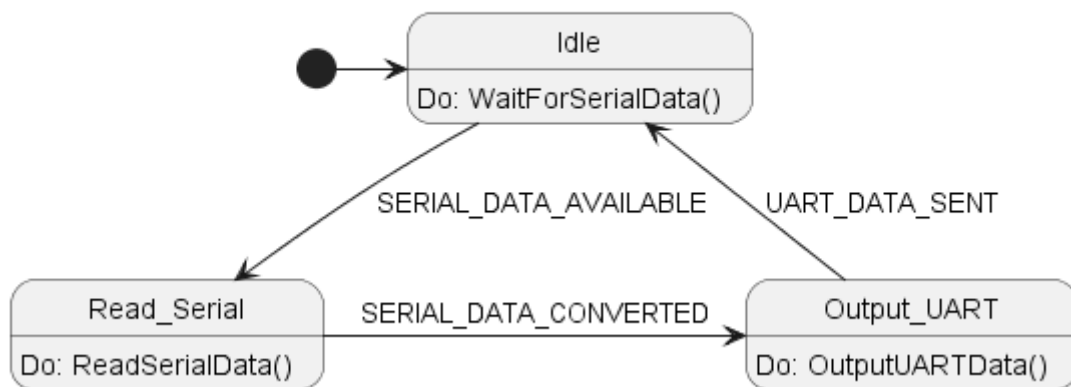 Idle
Do: WaitForSerialData()
SERIAL_DATA_AVAILABLE
UART_DATA_SENT
Read_Serial
SERIAL_DATA_CONVERTED
Output_UART
Do: ReadSerialData()
Do: OutputUARTData()